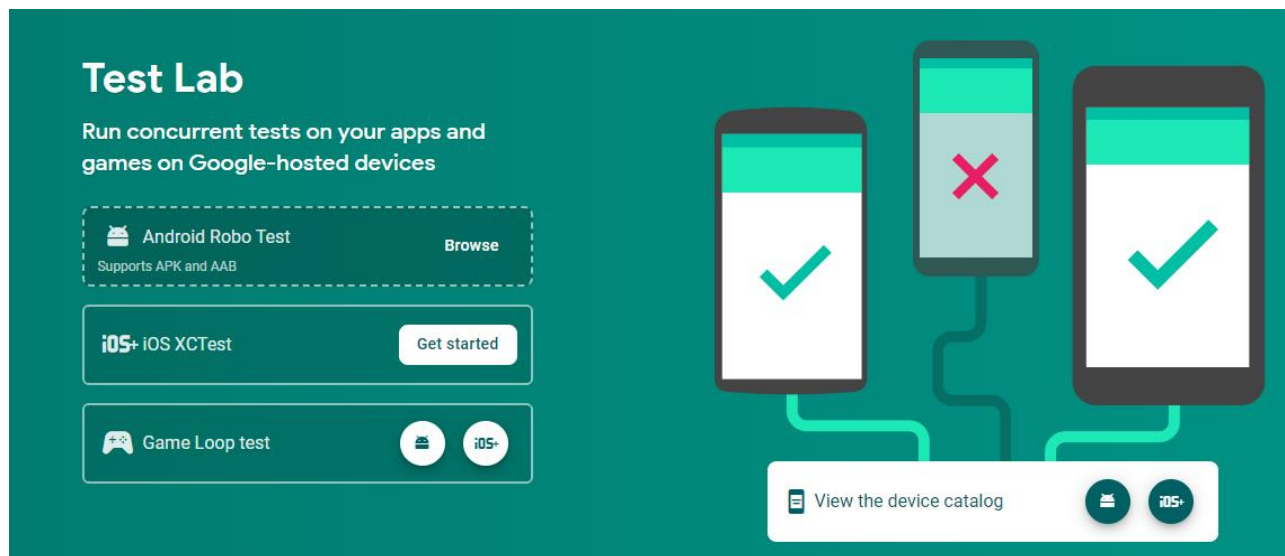 Test Lab
Run concurrent tests on your apps and
games on Google-hosted devices
Android Robo Test
Browse
Supports APK and AAB
iOS+ iOS XCTest
Get started
Game Loop test
iOS+
View the device catalog
iOS+